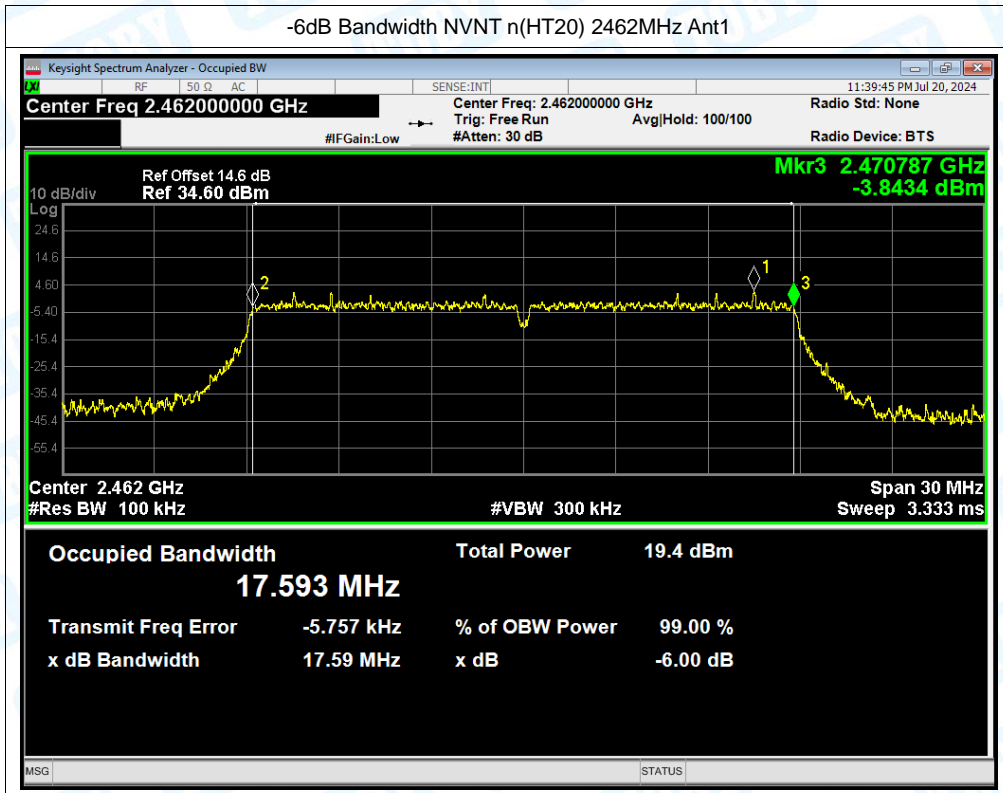 -6dB Bandwidth NVNT n(HT20) 2462MHz Ant1
Keysight Spectrum Analyzer - Occupied BW
LXI RF 50 Ω AC SENSE:INT 11:39:45 PM Jul 20, 2024
Center Freq 2.462000000 GHz Center Freq: 2.462000000 GHz Radio Std: None
Trig: Free Run Avg|Hold: 100/100
#IFGain:Low #Atten: 30 dB Radio Device: BTS
Mkr3 2.470787 GHz
Ref Offset 14.6 dB -3.8434 dBm
10 dB/div Ref 34.60 dBm
Log
24.6
14.6
1
4.60 2 3
-5.40
-15.4
-25.4
-35.4
-45.4
-55.4
Center 2.462 GHz Span 30 MHz
#Res BW 100 kHz #VBW 300 kHz Sweep 3.333 ms
Occupied Bandwidth Total Power 19.4 dBm
17.593 MHz
Transmit Freq Error -5.757 kHz % of OBW Power 99.00 %
x dB Bandwidth 17.59 MHz x dB -6.00 dB
MSG STATUS